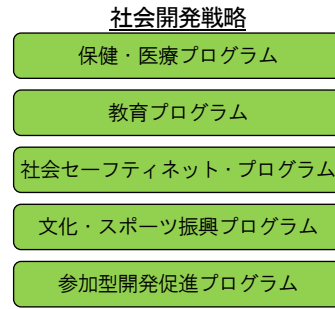 社会開発戦略
保健・医療プログラム
教育プログラム
社会セーフティネット・プログラム
文化・スポーツ振興プログラム
参加型開発促進プログラム